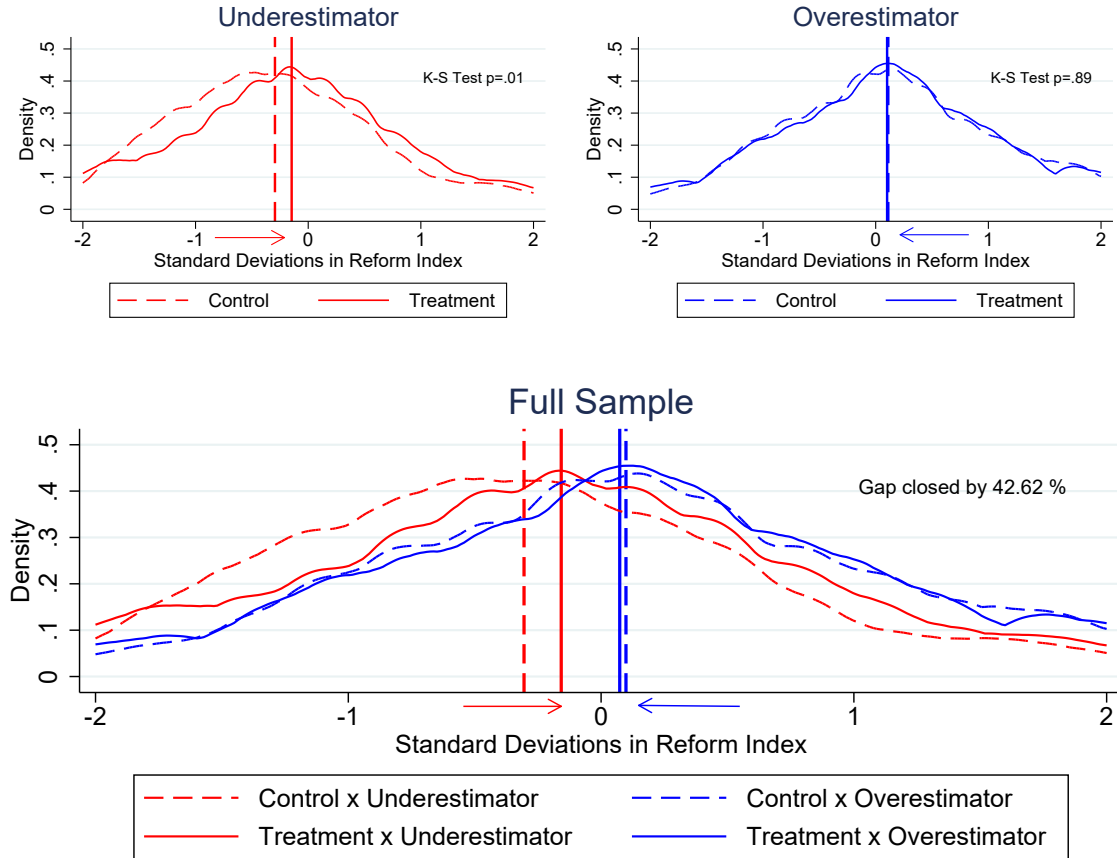 Underestimator
.5
.4
.3
.2
.1
0
Density
K-S Test p=.01
-2
-1
0
1
2
Standard Deviations in Reform Index
Control
Treatment
Overestimator
.5
.4
.3
.2
.1
0
Density
K-S Test p=.89
-2
-1
0
1
2
Standard Deviations in Reform Index
Control
Treatment
Full Sample
.5
.4
.3
.2
.1
0
Density
Gap closed by 42.62 %
-2
-1
0
1
2
Standard Deviations in Reform Index
Control x Underestimator
Control x Overestimator
Treatment x Underestimator
Treatment x Overestimator